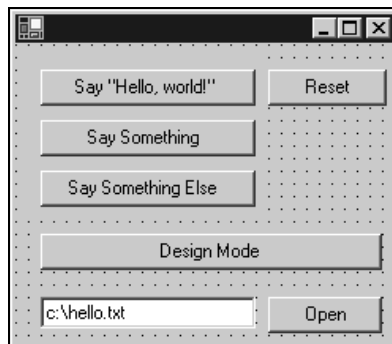 Say "Hello, world!" Reset
Say Something
Say Something Else
Design Mode
c:\hello.txt Open